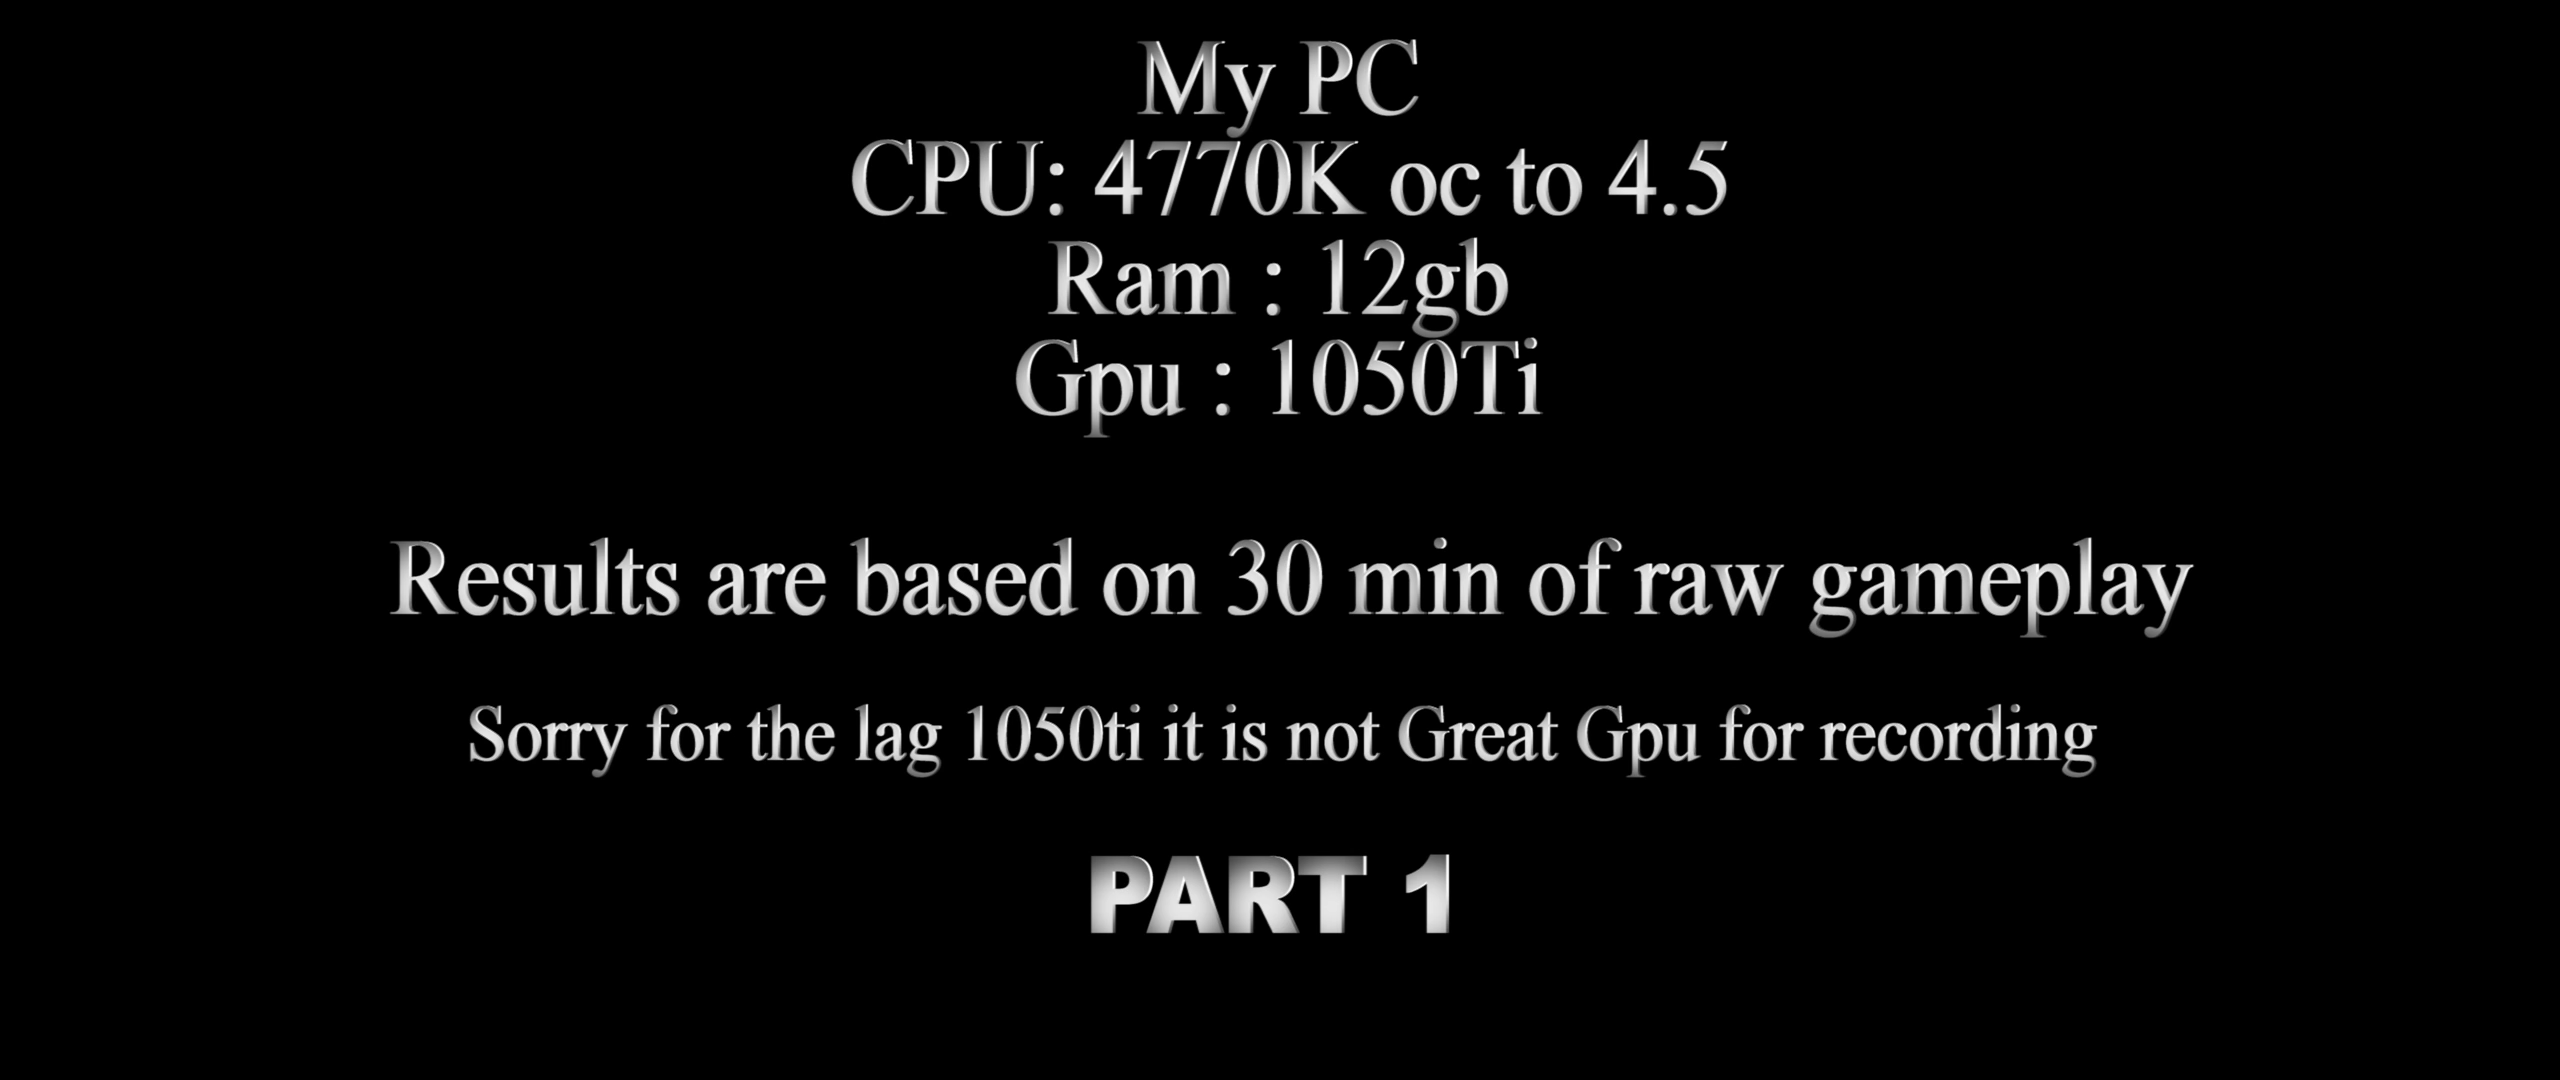 My PC
CPU: 4770K oc to 4.5
Ram : 12gb
Gpu : 1050Ti
Results are based on 30 min of raw gameplay
Sorry for the lag 1050ti it is not Great Gpu for recording
PART 1